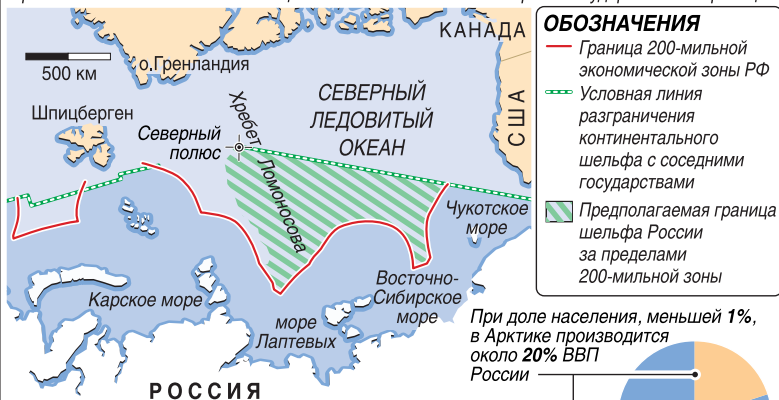 КАНАДА
ОБОЗНАЧЕНИЯ
Граница 200-мильной
экономической зоны РФ
Условная линия
разграничения
континентального
шельфа с соседними
государствами
Предполагаемая граница
шельфа России
за пределами
200-мильной зоны
500 км
о.Гренландия
США
Шпицберген
СЕВЕРНЫЙ
ЛЕДОВИТЫЙ
ОКЕАН
Северный
полюс
Хребет
Ломоносова
Чукотское
море
Карское море
Восточно-
Сибирское
море
море
Лаптевых
РОССИЯ
При доле населения, меньшей 1%,
в Арктике производится
около 20% ВВП
России